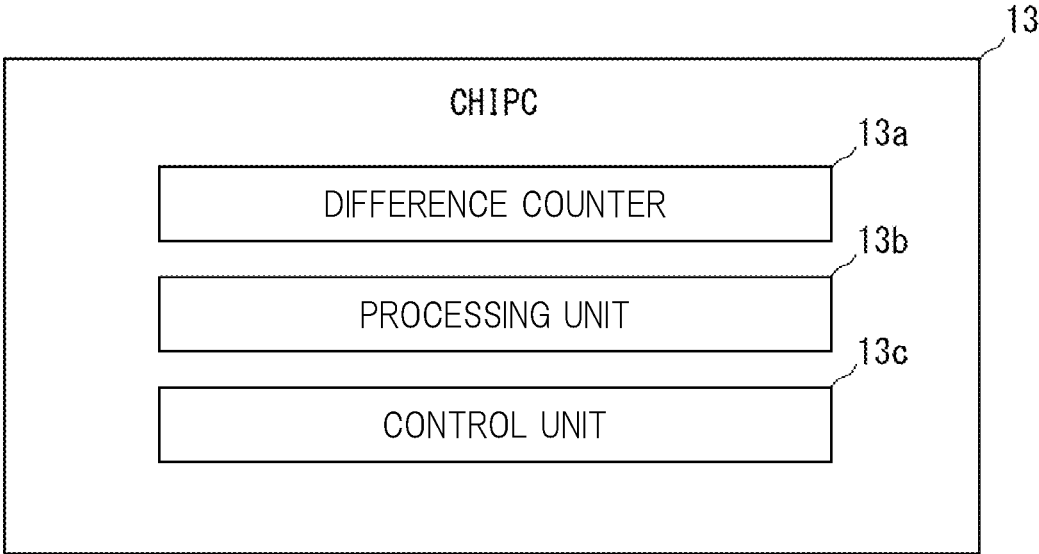 13
CHIPC
13a
DIFFERENCE COUNTER
13b
PROCESSING UNIT
13c
CONTROL UNIT